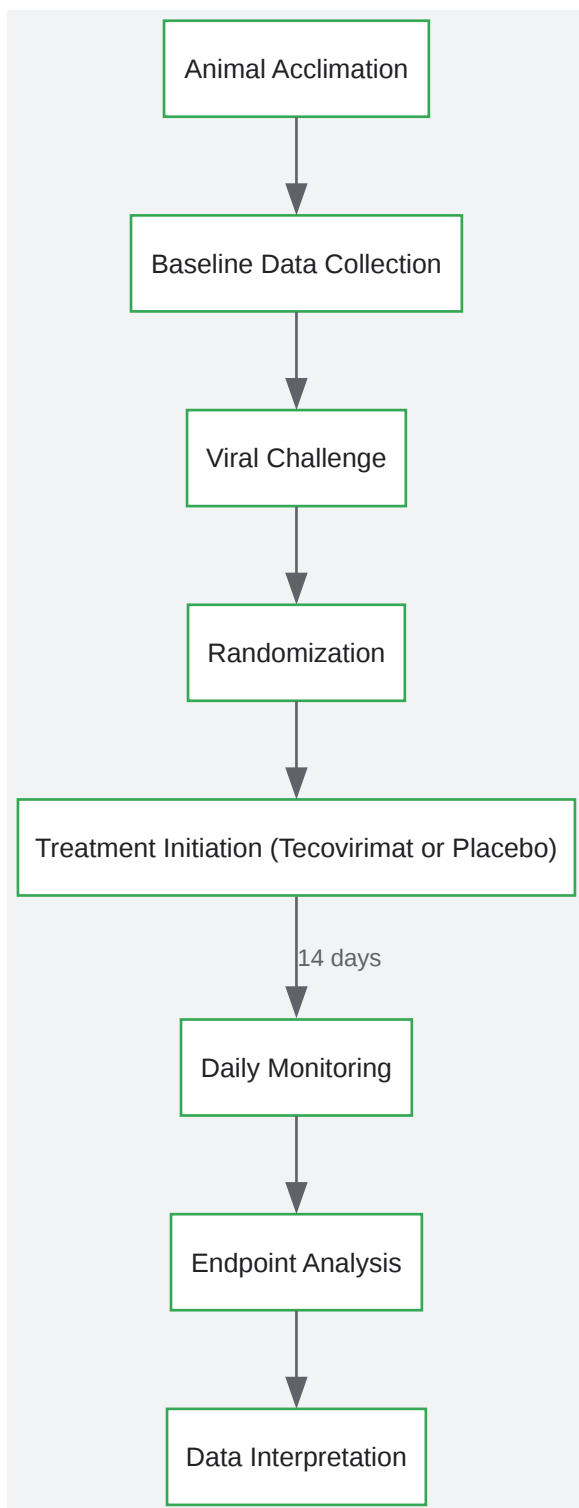 Animal Acclimation
Baseline Data Collection
Viral Challenge
Randomization
Treatment Initiation (Tecovirimat or Placebo)
14 days
Daily Monitoring
Endpoint Analysis
Data Interpretation